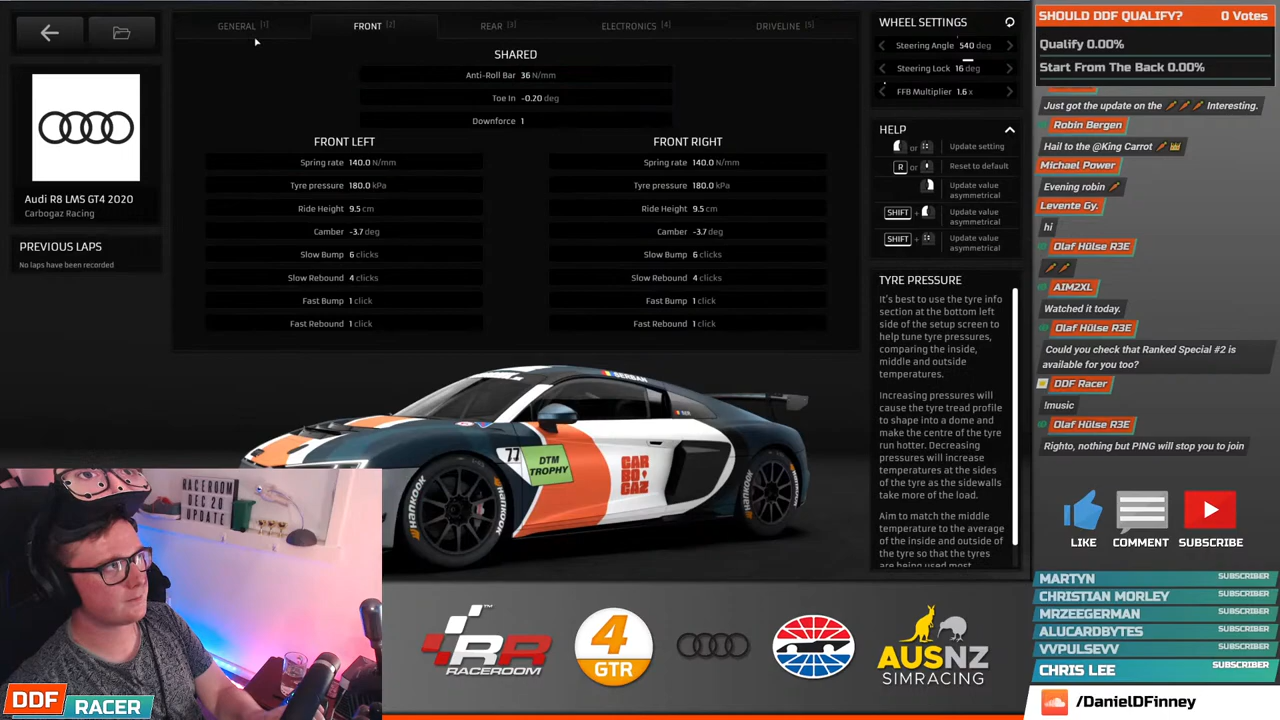 GENERAL [1]
FRONT [2]
REAR [3]
ELECTRONICS [4]
DRIVELINE [5]
Audi R8 LMS GT4 2020
Carbogaz Racing
PREVIOUS LAPS
No laps have been recorded
SHARED
Anti-Roll Bar 36 N/mm
Toe In -0.20 deg
Downforce 1
FRONT LEFT
Spring rate 140.0 N/mm
Tyre pressure 180.0 kPa
Ride Height 9.5 cm
Camber -3.7 deg
Slow Bump 6 clicks
Slow Rebound 4 clicks
Fast Bump 1 click
Fast Rebound 1 click
FRONT RIGHT
Spring rate 140.0 N/mm
Tyre pressure 180.0 kPa
Ride Height 9.5 cm
Camber -3.7 deg
Slow Bump 6 clicks
Slow Rebound 4 clicks
Fast Bump 1 click
Fast Rebound 1 click
WHEEL SETTINGS
Steering Angle 540 deg
Steering Lock 16 deg
FFB Multiplier 1.6 x
HELP
or Update setting
R or Reset to default
Update value
asymmetrical
SHIFT + Update value
asymmetrical
SHIFT + Update value
asymmetrical
TYRE PRESSURE
It's best to use the tyre info
section at the bottom left
side of the setup screen to
help tune tyre pressures,
comparing the inside,
middle and outside
temperatures.
Increasing pressures will
cause the tyre tread profile
to shape into a dome and
make the centre of the tyre
run hotter. Decreasing
pressures will increase
temperatures at the sides
of the tyre as the sidewalls
take more of the load.
Aim to match the middle
temperature to the average
of the inside and outside of
the tyre so that the tyres
are being used most
SHOULD DDF QUALIFY? 0 Votes
Qualify 0.00%
Start From The Back 0.00%
Just got the update on the Interesting.
Robin Bergen
Hail to the @King Carrot
Michael Power
Evening robin
Levente Gy.
hi
Olaf Hülse R3E
AIM2XL
Watched it today.
Olaf Hülse R3E
Could you check that Ranked Special #2 is
available for you too?
DDF Racer
!music
Olaf Hülse R3E
Righto, nothing but PING will stop you to join
LIKE
COMMENT
SUBSCRIBE
MARTYN SUBSCRIBER
CHRISTIAN MORLEY SUBSCRIBER
MRZEEGERMAN SUBSCRIBER
ALUCARDBYTES SUBSCRIBER
VVPULSEVV SUBSCRIBER
CHRIS LEE SUBSCRIBER
/DanielDFinney
SERBAN
77
DTM
TROPHY
CAR
BO
GAZ
HANKOOK
HANKOOK
RACEROOM
DEC 20
UPDATE
DDF RACER
RR
RACEROOM
4
GTR
AUSNZ
SIMRACING